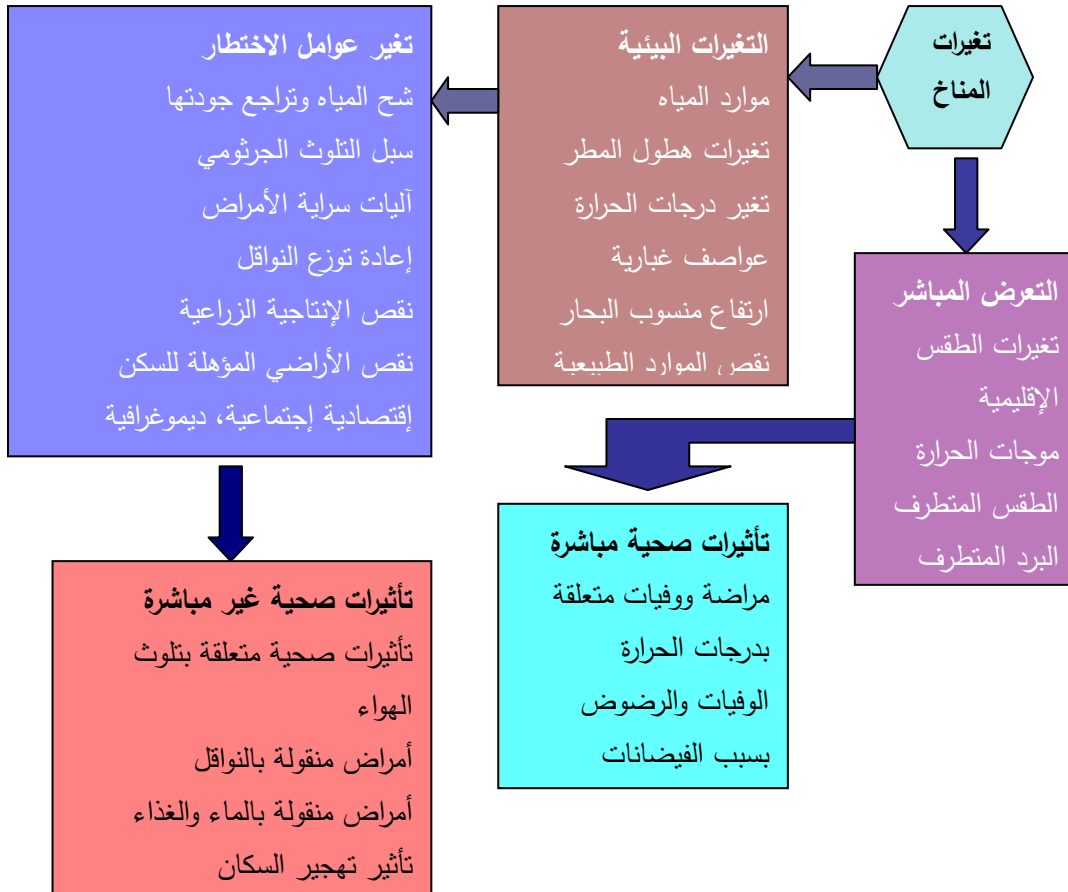 تغيرات
المناخ
التغيرات البيئية
موارد المياه
تغيرات هطول المطر
تغير درجات الحرارة
عواصف غبارية
ارتفاع منسوب البحار
نقص الموارد الطبيعية
تغير عوامل الاختطار
شح المياه وتراجع جودتها
سبل التلوث الجرثومي
آليات سراية الأمراض
إعادة توزع النواقل
نقص الإنتاجية الزراعية
نقص الأراضي المؤهلة للسكن
إقتصادية إجتماعية، ديموغرافية
التعرض المباشر
تغيرات الطقس
الإقليمية
موجات الحرارة
الطقس المتطرف
البرد المتطرف
تأثيرات صحية مباشرة
مراضة ووفيات متعلقة
بدرجات الحرارة
الوفيات والرضوض
بسبب الفيضانات
تأثيرات صحية غير مباشرة
تأثيرات صحية متعلقة بتلوث
الهواء
أمراض منقولة بالنواقل
أمراض منقولة بالماء والغذاء
تأثير تهجير السكان